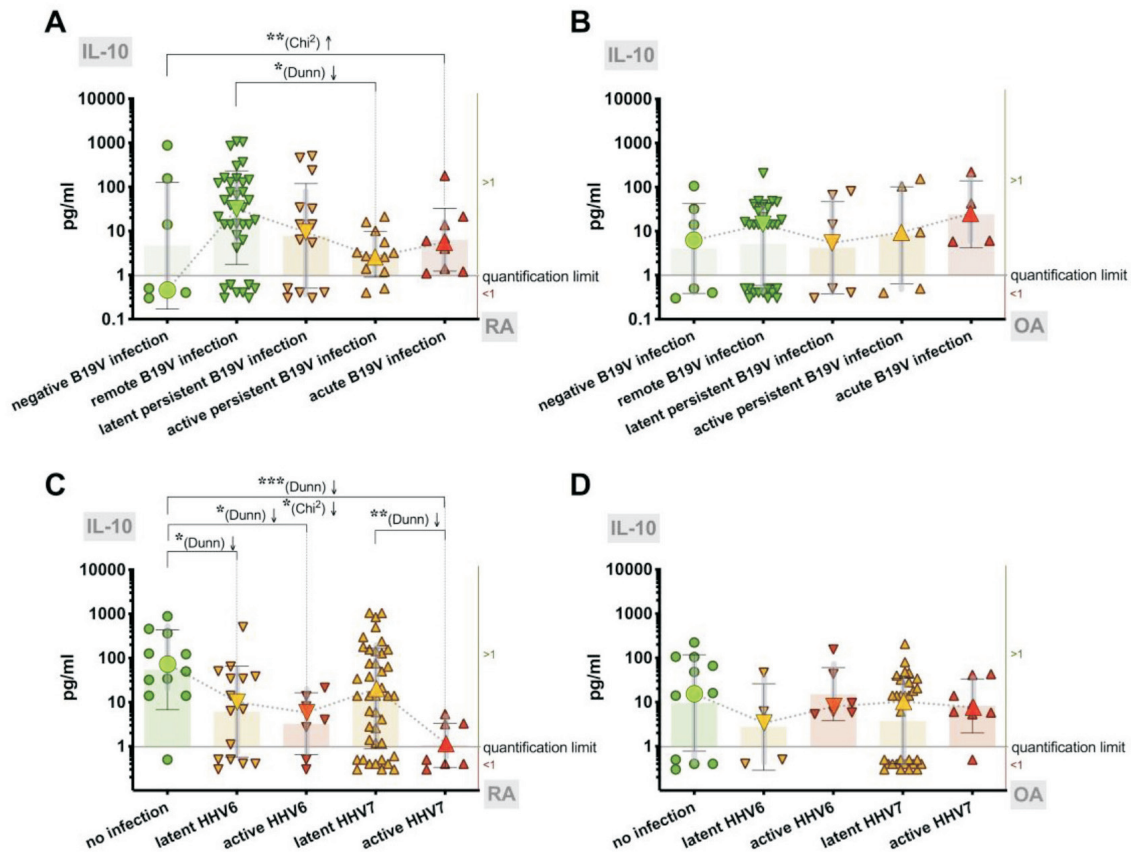 A
IL-10
**(Chi²) ↑
*(Dunn) ↓
pg/ml
10000
1000
100
10
1
0.1
>1
quantification limit
<1
RA
negative B19V infection
remote B19V infection
latent persistent B19V infection
active persistent B19V infection
acute B19V infection
B
IL-10
pg/ml
10000
1000
100
10
1
0.1
>1
quantification limit
<1
OA
negative B19V infection
remote B19V infection
latent persistent B19V infection
active persistent B19V infection
acute B19V infection
C
IL-10
***(Dunn) ↓
*(Chi²) ↓
*(Dunn) ↓
**(Dunn) ↓
*(Dunn) ↓
pg/ml
10000
1000
100
10
1
>1
quantification limit
<1
RA
no infection
latent HHV6
active HHV6
latent HHV7
active HHV7
D
IL-10
pg/ml
10000
1000
100
10
1
>1
quantification limit
<1
OA
no infection
latent HHV6
active HHV6
latent HHV7
active HHV7